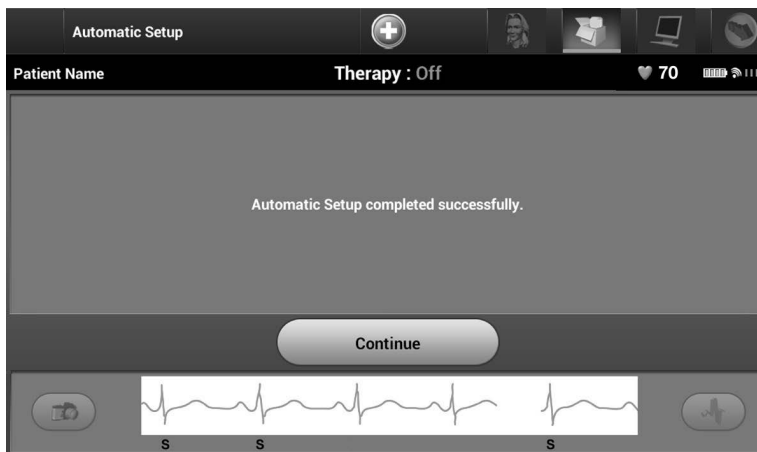 Automatic Setup
Patient Name Therapy : Off 70
Automatic Setup completed successfully.
Continue
S S S